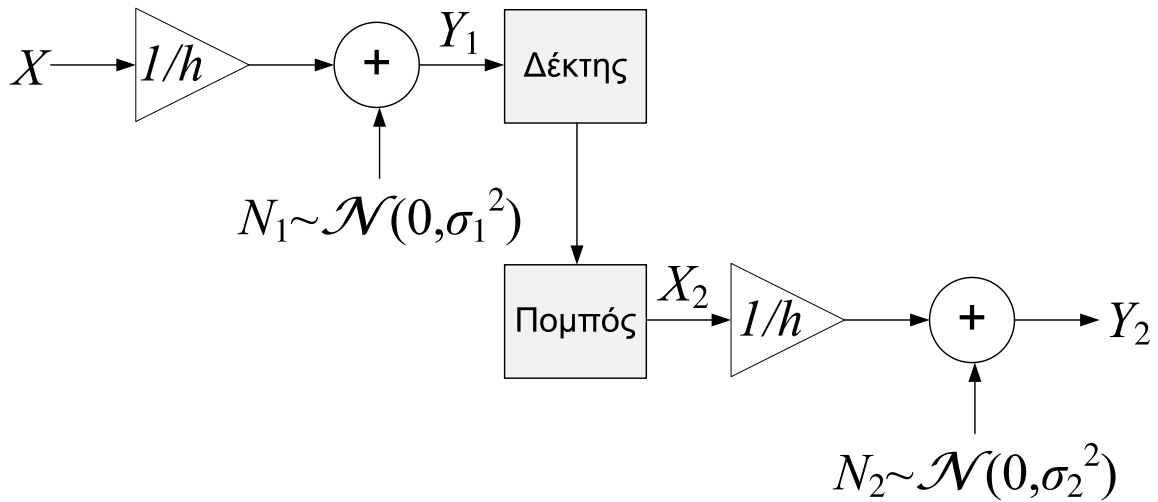 X
1/h
+
Y₁
Δέκτης
N₁~𝒩(0,σ₁²)
Πομπός
X₂
1/h
+
Y₂
N₂~𝒩(0,σ₂²)